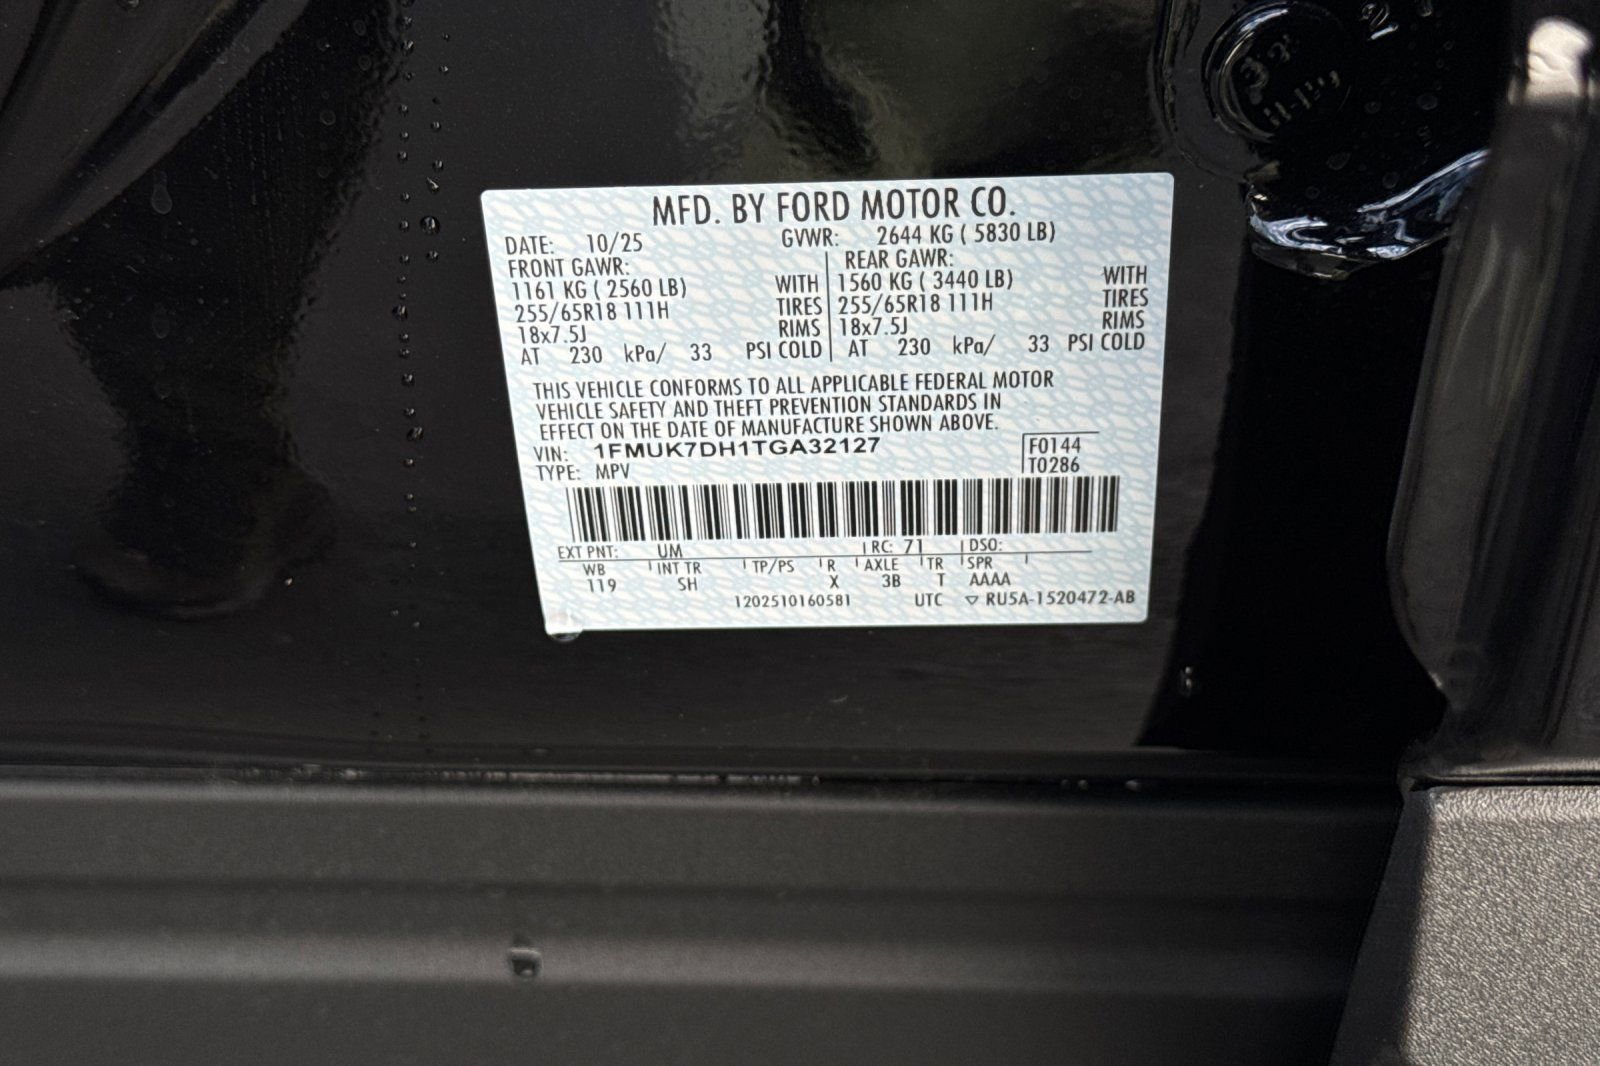 MFD. BY FORD MOTOR CO.
DATE: 10/25 GVWR: 2644 KG ( 5830 LB)
FRONT GAWR: REAR GAWR:
1161 KG ( 2560 LB) WITH 1560 KG ( 3440 LB) WITH
255/65R18 111H TIRES 255/65R18 111H TIRES
18x7.5J RIMS 18x7.5J RIMS
AT 230 kPa/ 33 PSI COLD AT 230 kPa/ 33 PSI COLD
THIS VEHICLE CONFORMS TO ALL APPLICABLE FEDERAL MOTOR
VEHICLE SAFETY AND THEFT PREVENTION STANDARDS IN
EFFECT ON THE DATE OF MANUFACTURE SHOWN ABOVE.
VIN: 1FMUK7DH1TGA32127 F0144
TYPE: MPV T0286
EXT PNT: UM RC: 71 DSO:
WB INT TR TP/PS R AXLE TR SPR
119 SH X 3B T AAAA
1202510160581 UTC ▽ RU5A-1520472-AB